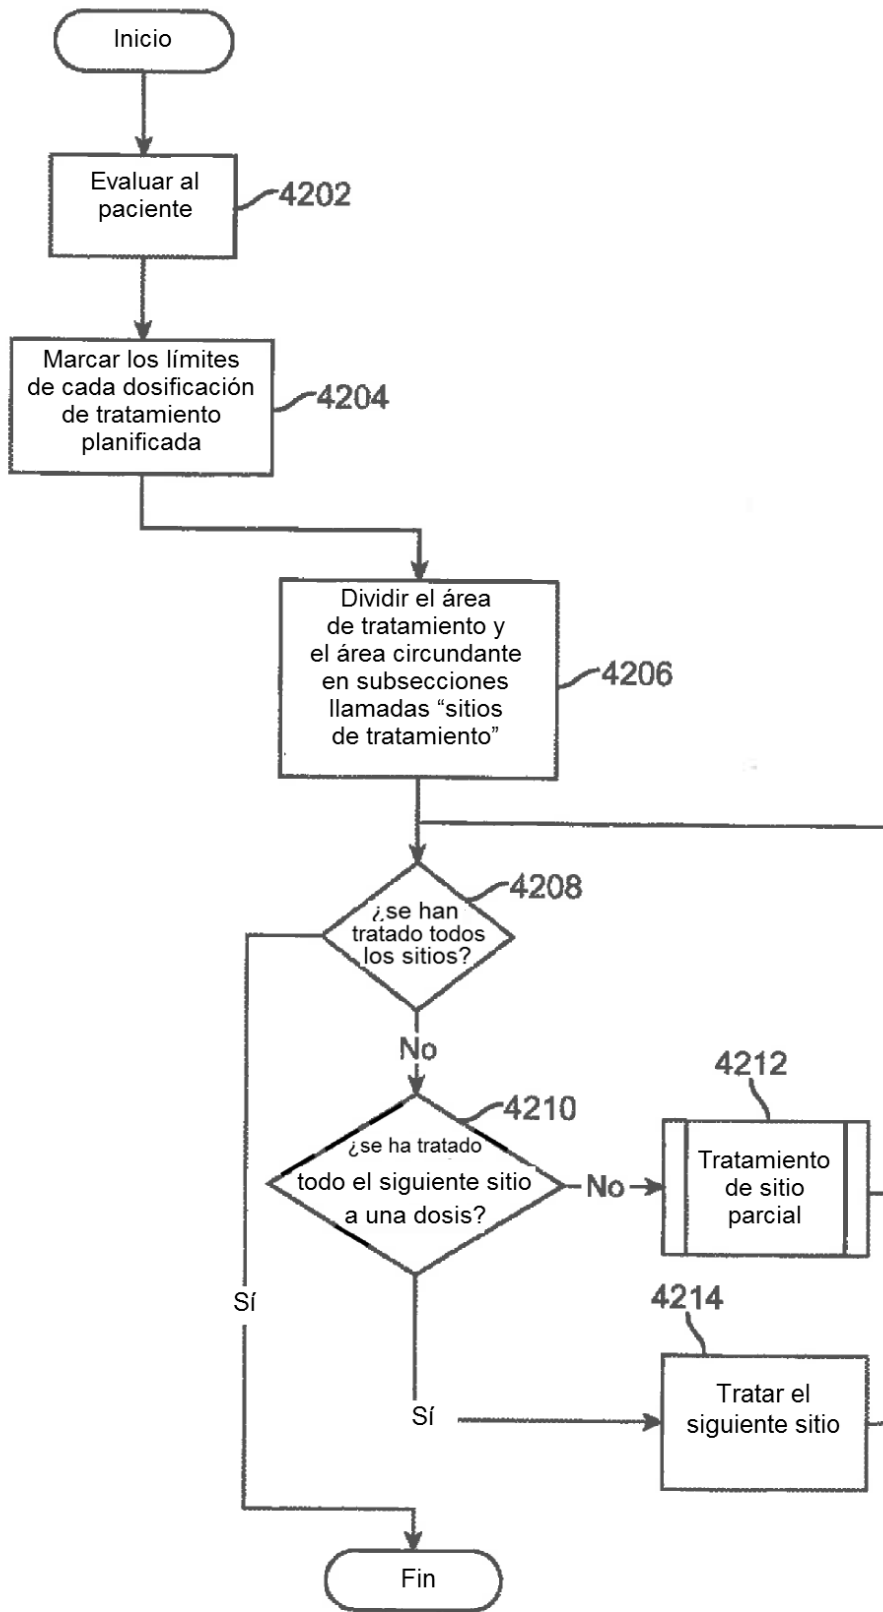 Inicio
Evaluar al
paciente
4202
Marcar los límites
de cada dosificación
de tratamiento
planificada
4204
Dividir el área
de tratamiento y
el área circundante
en subsecciones
llamadas “sitios
de tratamiento”
4206
4208
¿se han
tratado todos
los sitios?
No
4210
¿se ha tratado
todo el siguiente sitio
a una dosis?
No
4212
Tratamiento
de sitio
parcial
Sí
4214
Tratar el
siguiente sitio
Sí
Fin